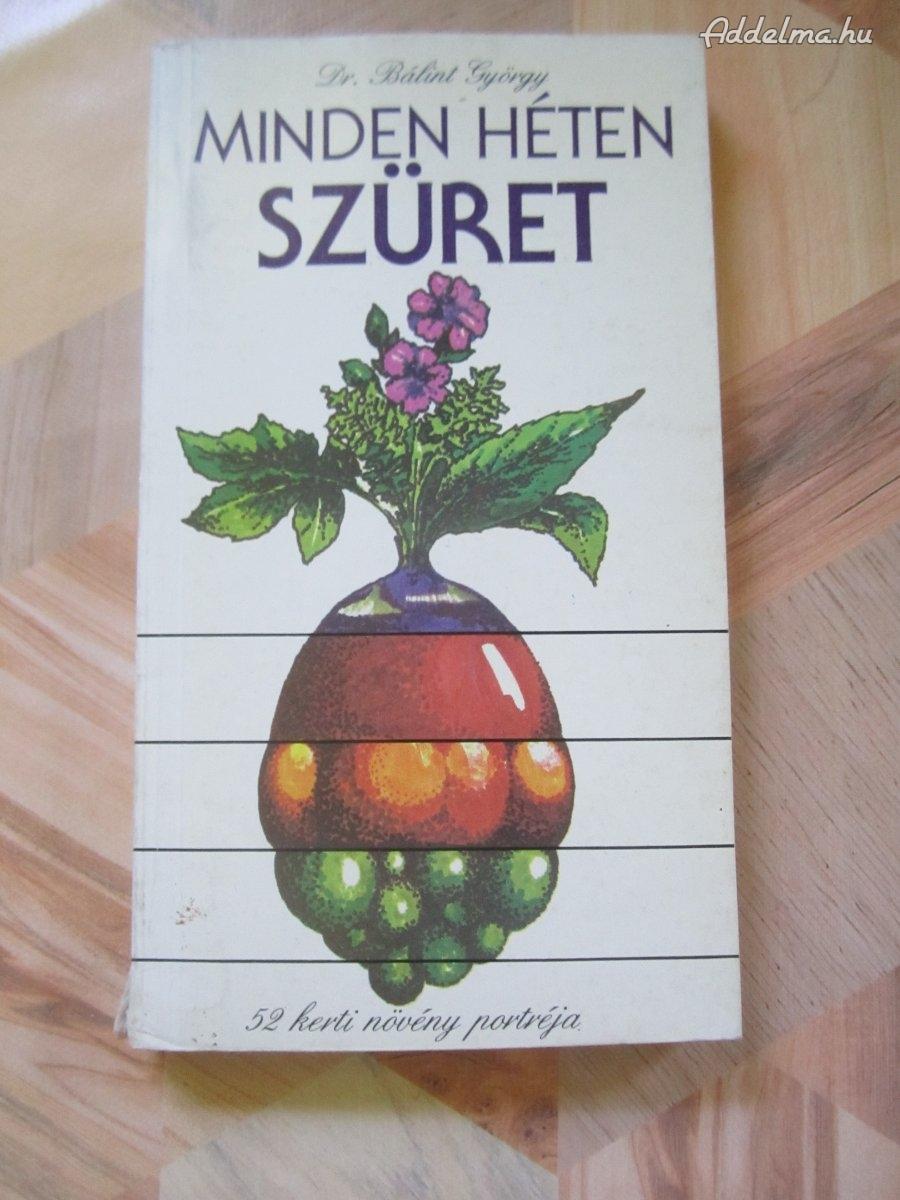 Addelma.hu
Dr. Bálint György
MINDEN HÉTEN
SZÜRET
52 kerti növény portréja